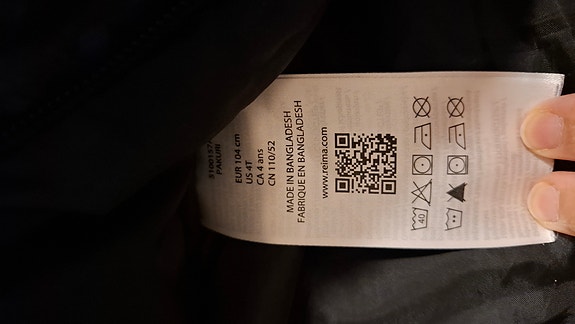 PAKURI
EUR 104 cm
US 4T
CA 4 ans
CN 110/52
MADE IN BANGLADESH
FABRIQUE EN BANGLADESH
www.reima.com
40